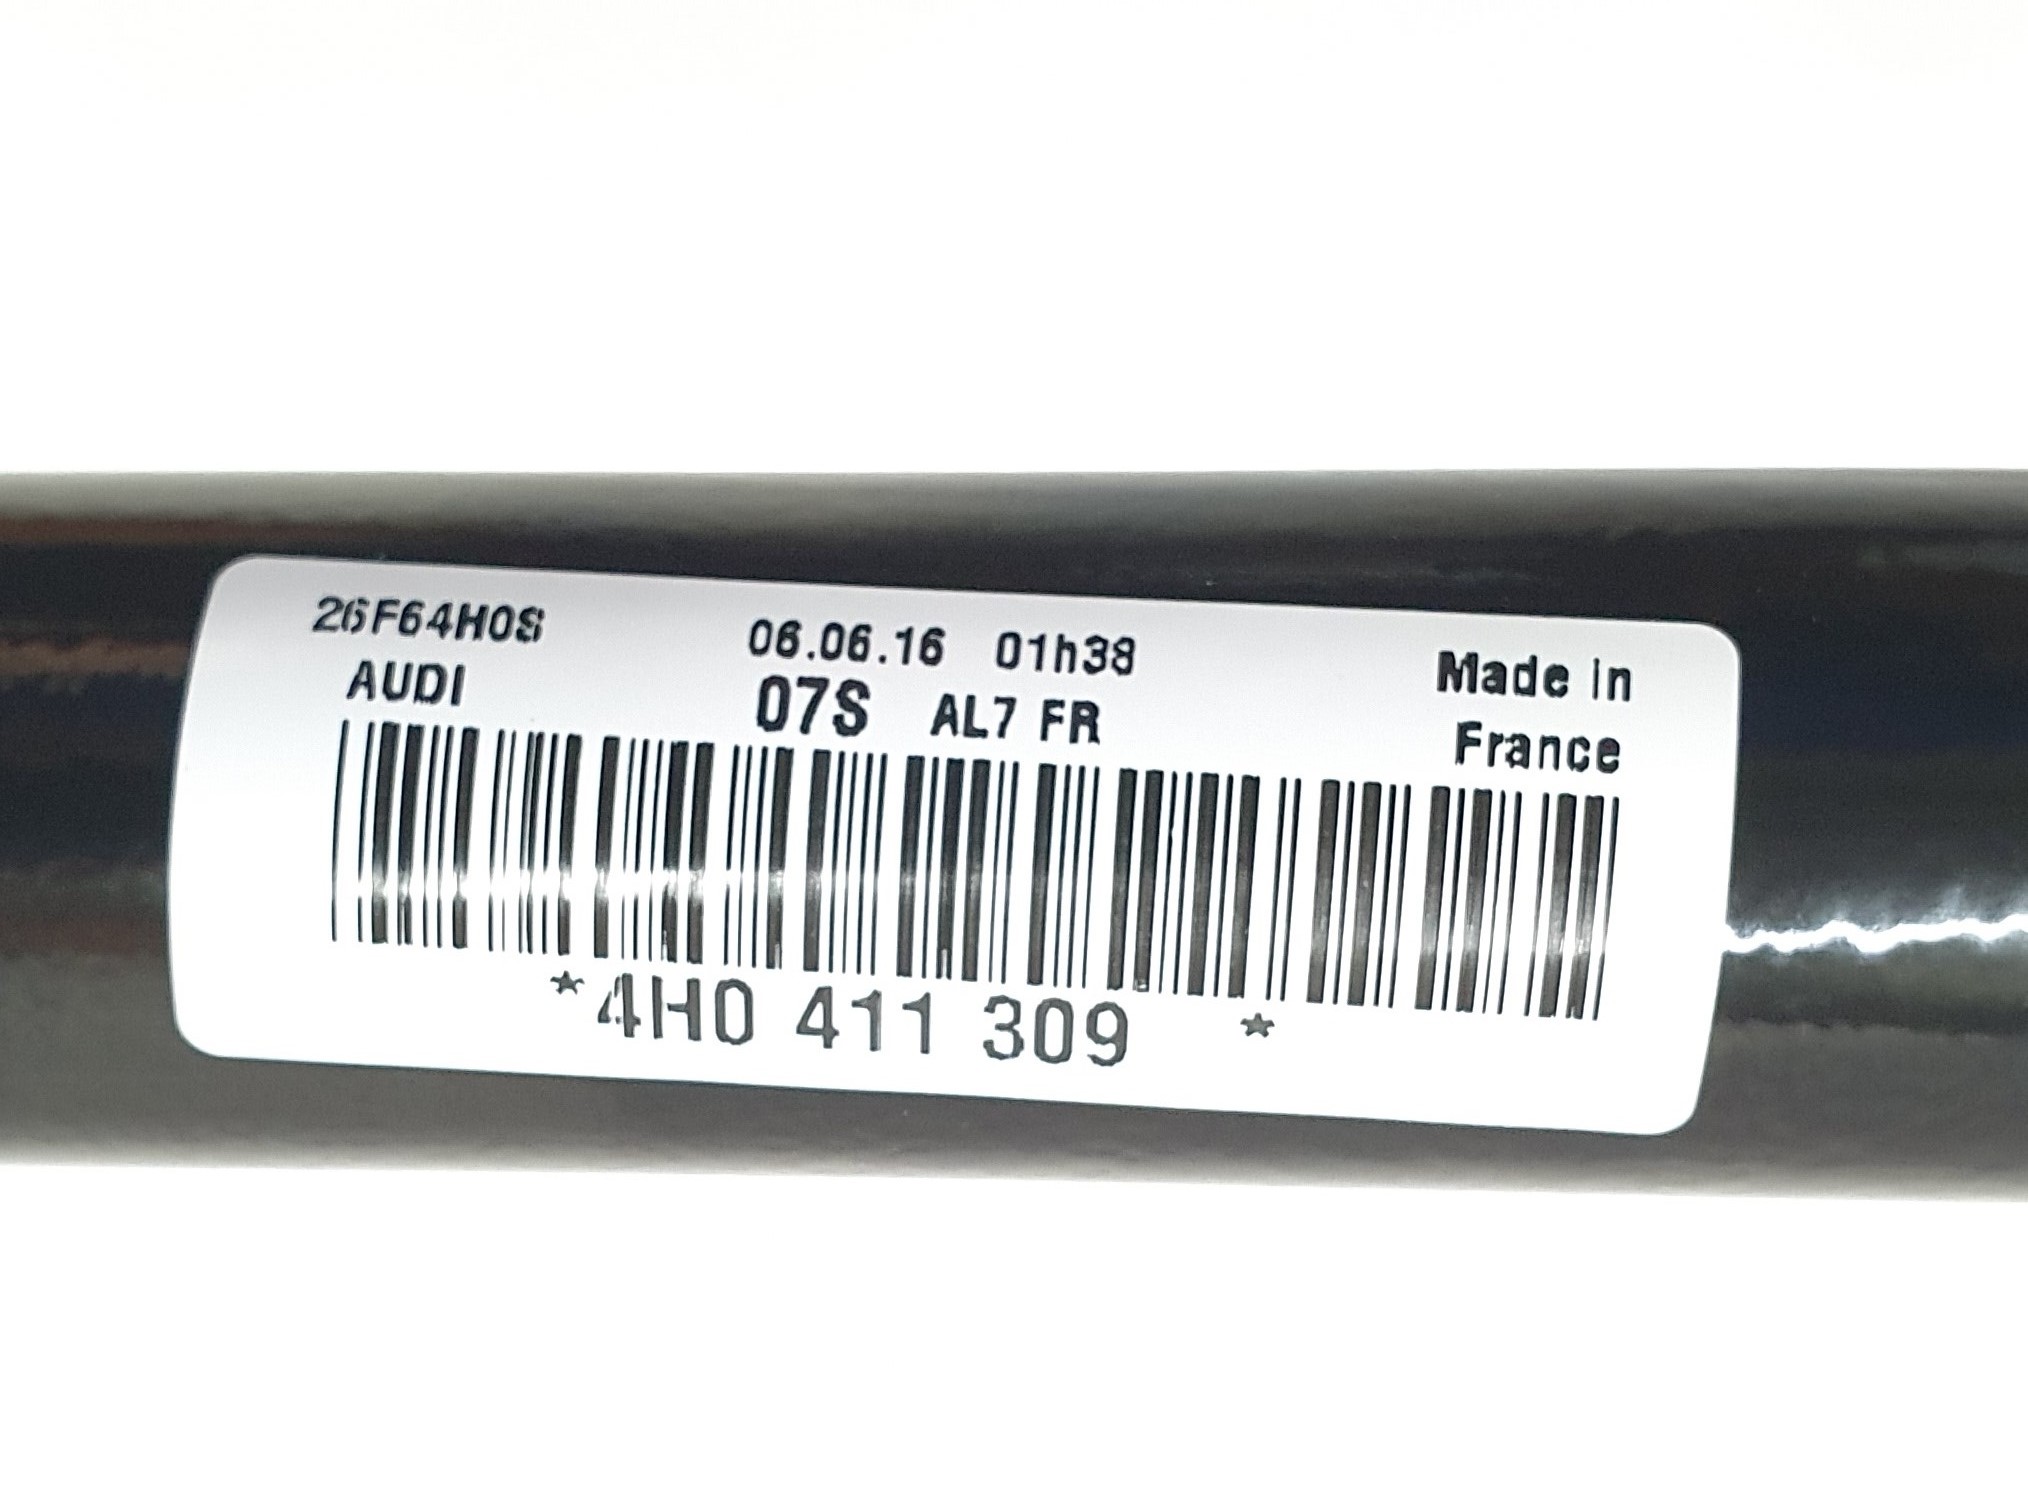 26F64H0S 06.06.16 01h38
AUDI 07S AL7 FR
Made in
France
*4H0 411 309 *